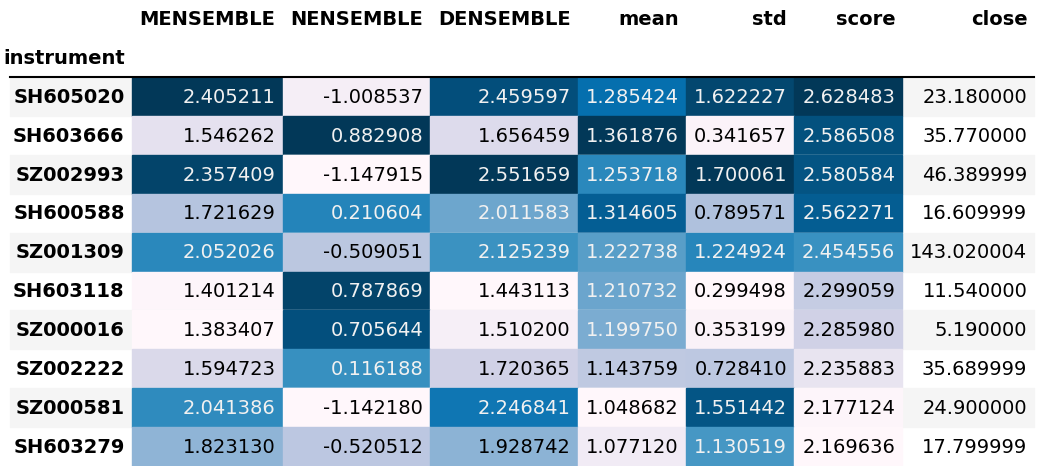 MENSEMBLE NENSEMBLE DENSEMBLE mean std score close
instrument
SH605020 2.405211 -1.008537 2.459597 1.285424 1.622227 2.628483 23.180000
SH603666 1.546262 0.882908 1.656459 1.361876 0.341657 2.586508 35.770000
SZ002993 2.357409 -1.147915 2.551659 1.253718 1.700061 2.580584 46.389999
SH600588 1.721629 0.210604 2.011583 1.314605 0.789571 2.562271 16.609999
SZ001309 2.052026 -0.509051 2.125239 1.222738 1.224924 2.454556 143.020004
SH603118 1.401214 0.787869 1.443113 1.210732 0.299498 2.299059 11.540000
SZ000016 1.383407 0.705644 1.510200 1.199750 0.353199 2.285980 5.190000
SZ002222 1.594723 0.116188 1.720365 1.143759 0.728410 2.235883 35.689999
SZ000581 2.041386 -1.142180 2.246841 1.048682 1.551442 2.177124 24.900000
SH603279 1.823130 -0.520512 1.928742 1.077120 1.130519 2.169636 17.799999